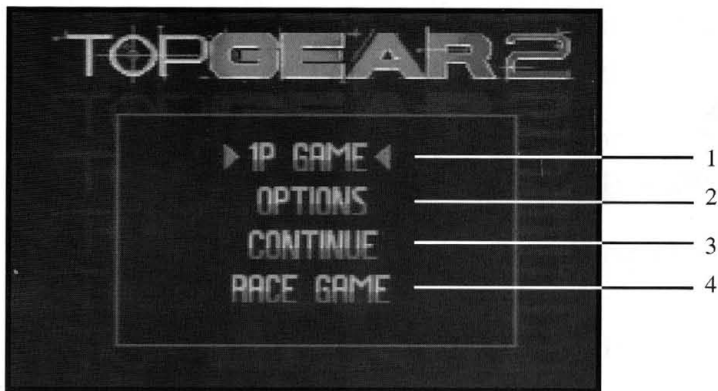 TOP GEAR 2
1P GAME 1
OPTIONS 2
CONTINUE 3
RACE GAME 4